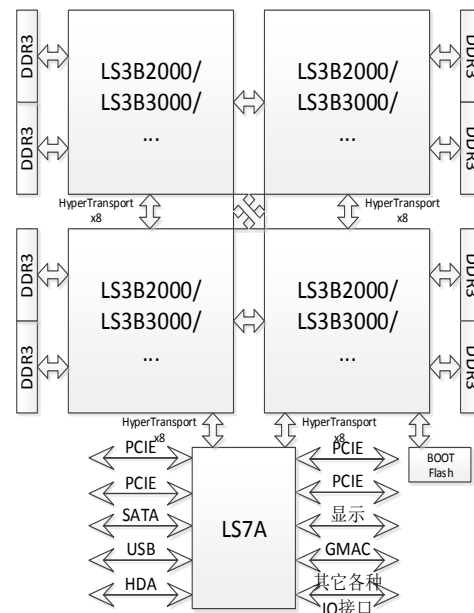 DDR3
LS3B2000/
LS3B3000/
...
LS3B2000/
LS3B3000/
...
DDR3
DDR3
DDR3
HyperTransport
x8
HyperTransport
x8
DDR3
LS3B2000/
LS3B3000/
...
LS3B2000/
LS3B3000/
...
DDR3
DDR3
DDR3
HyperTransport
x8
HyperTransport
x8
PCIE
PCIE
SATA
USB
HDA
LS7A
PCIE
PCIE
显示
GMAC
其它各种
IO接口
BOOT
Flash